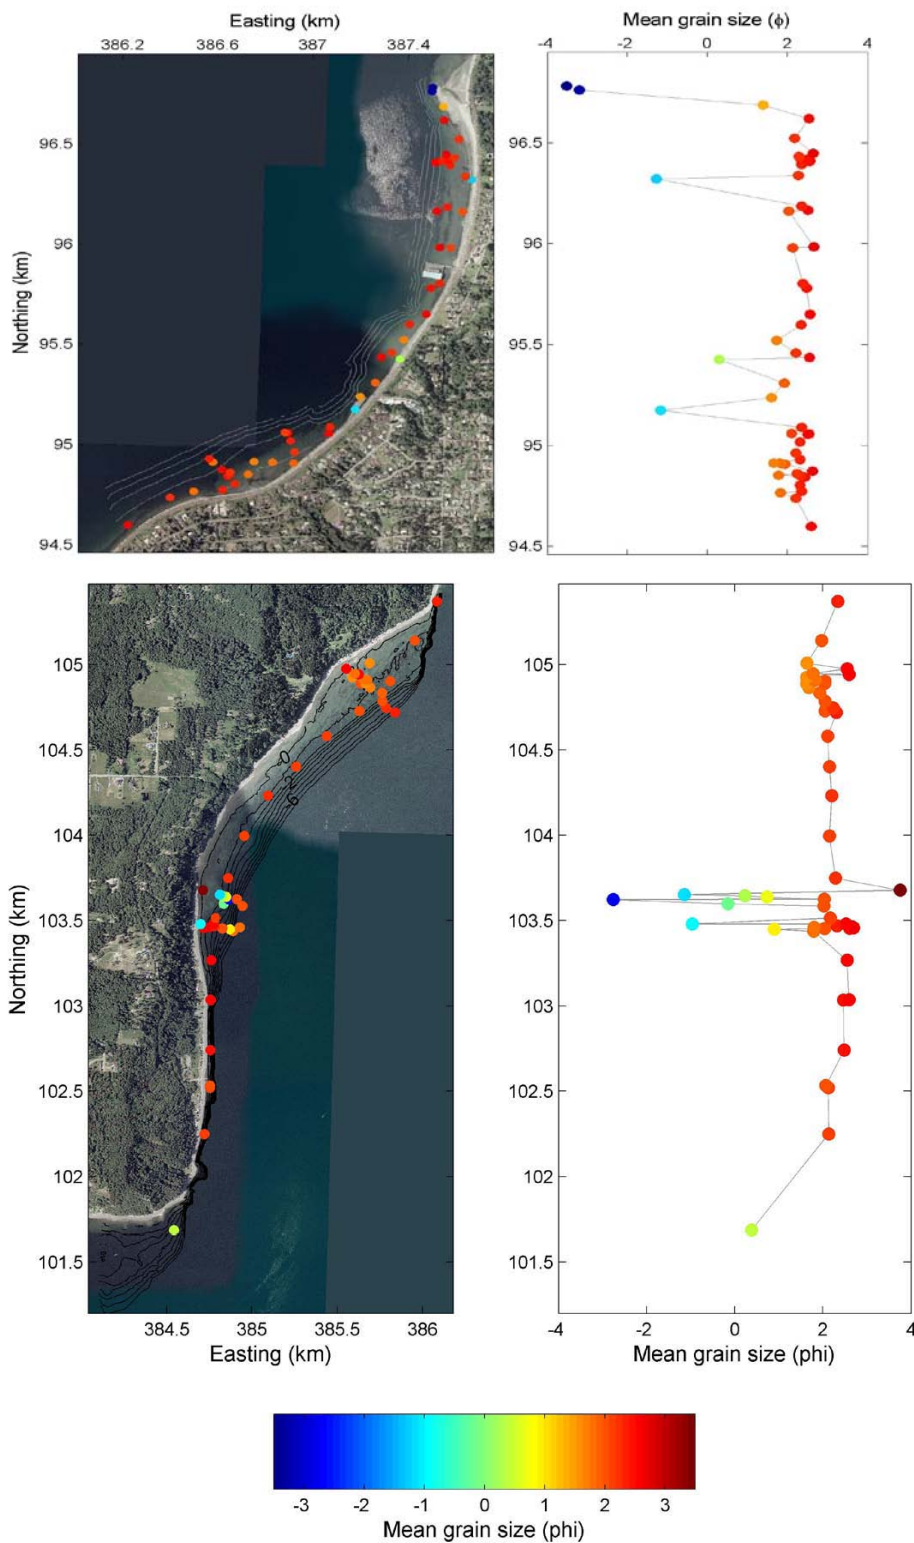 Easting (km)
Mean grain size (ϕ)
386.2 386.6 387 387.4
-4 -2 0 2 4
96.5
96
95.5
95
94.5
Northing (km)
96.5
96
95.5
95
94.5
105
104.5
104
103.5
103
102.5
102
101.5
Northing (km)
105
104.5
104
103.5
103
102.5
102
101.5
384.5 385 385.5 386
Easting (km)
-4 -2 0 2 4
Mean grain size (phi)
-3 -2 -1 0 1 2 3
Mean grain size (phi)